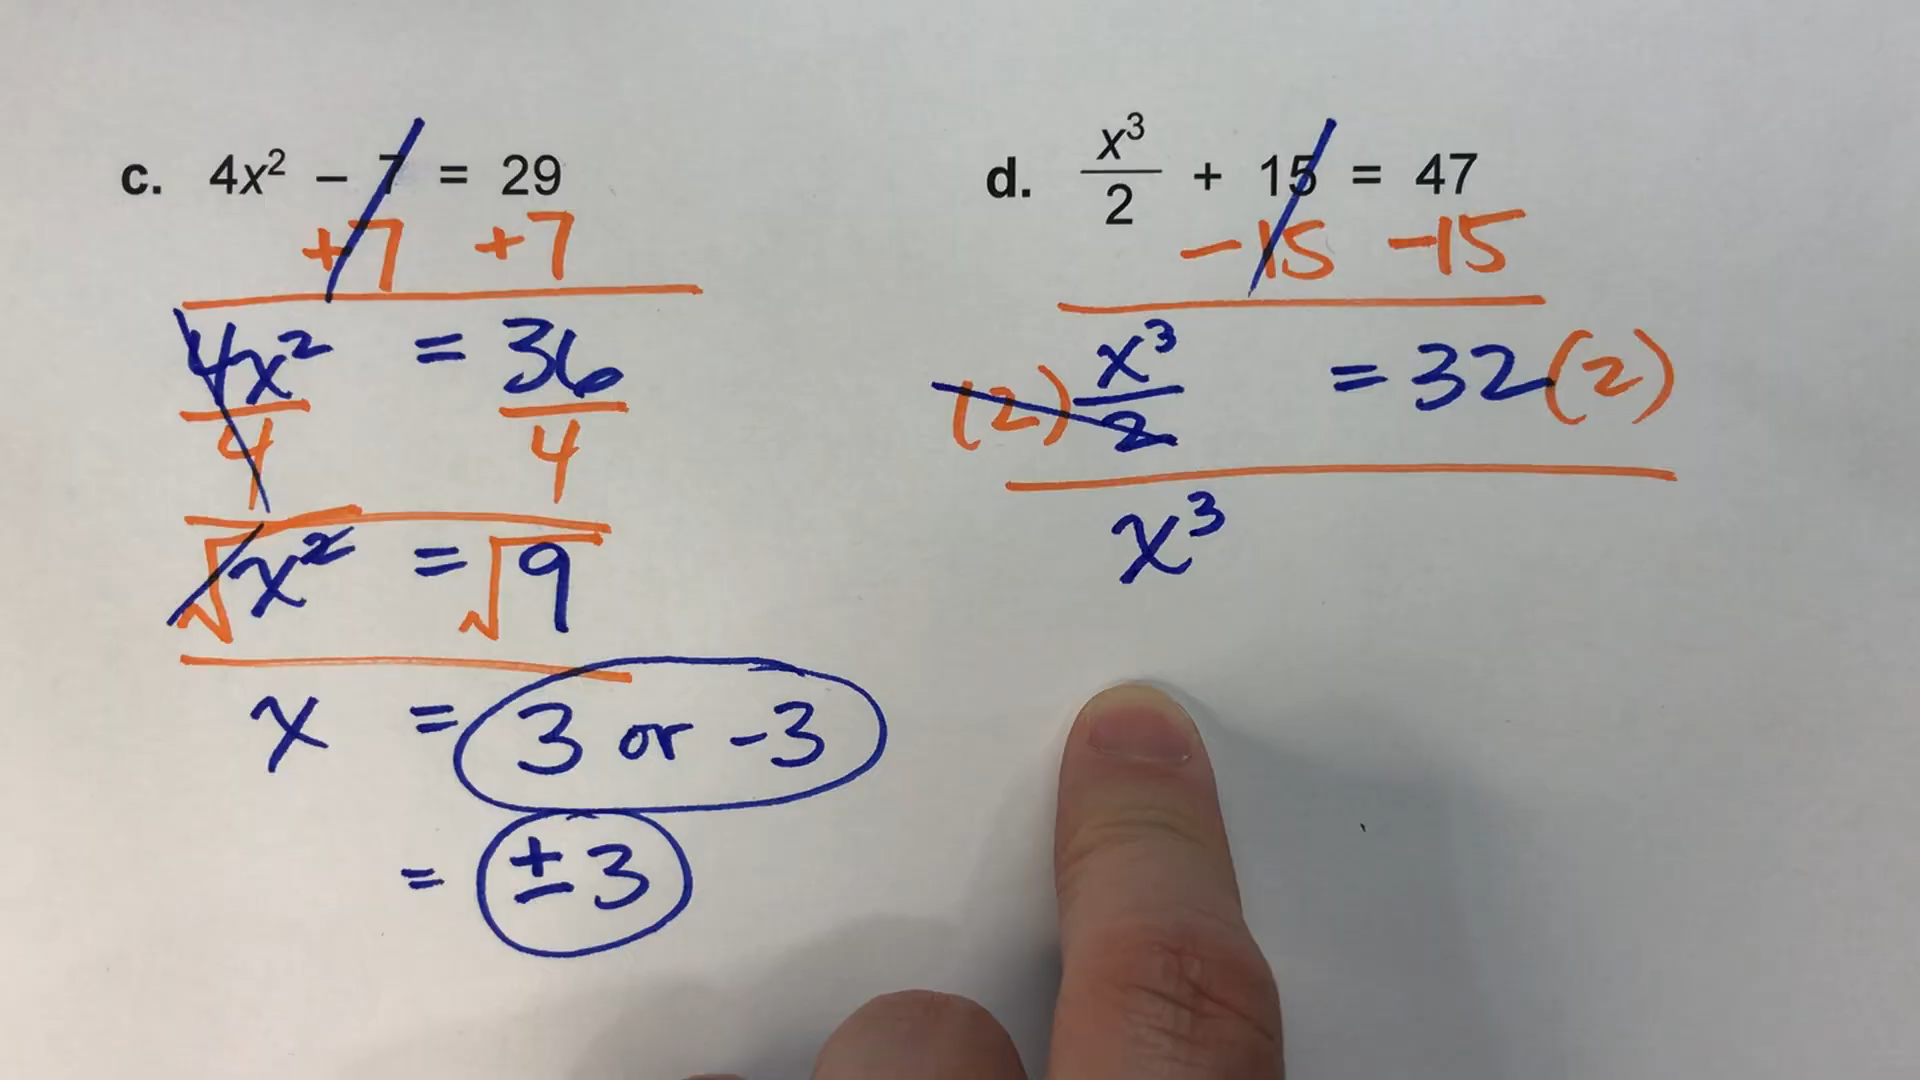 c. 4x² – 7 = 29
+7 +7
4x² = 36
4 4
√x² = √9
x = 3 or -3
= ±3
d. x³/2 + 15 = 47
-15 -15
(2) x³/2 = 32(2)
x³